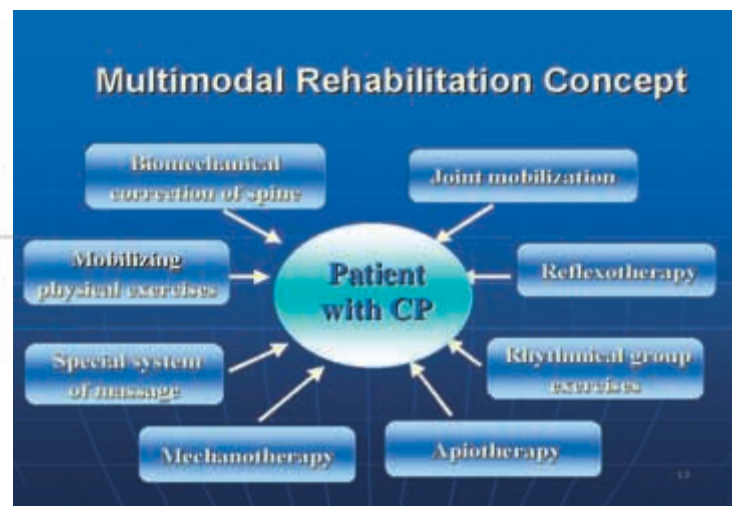 Multimodal Rehabilitation Concept
Biomechanical
correction of spine
Joint mobilization
Mobilizing
physical exercises
Patient
with CP
Reflexotherapy
Special system
of massage
Rhythmical group
exercises
Mechanotherapy
Apiotherapy
13